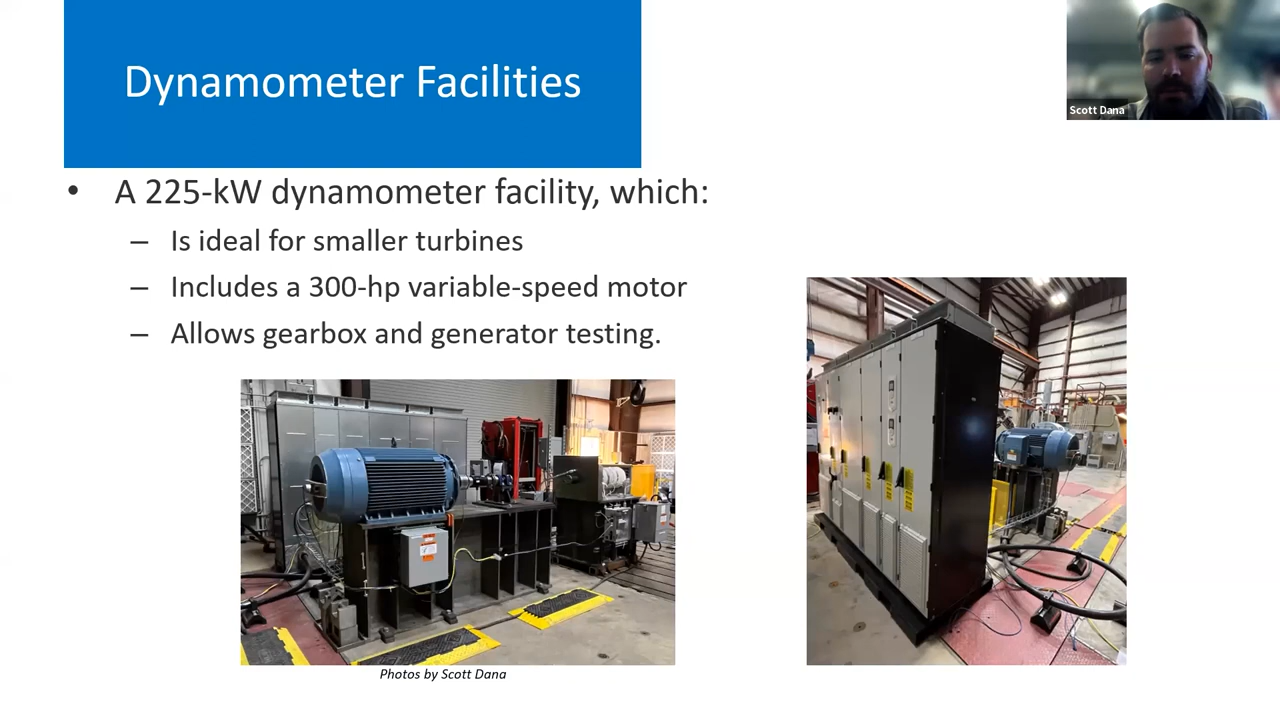 Dynamometer Facilities
Scott Dana
• A 225-kW dynamometer facility, which:
– Is ideal for smaller turbines
– Includes a 300-hp variable-speed motor
– Allows gearbox and generator testing.
Photos by Scott Dana